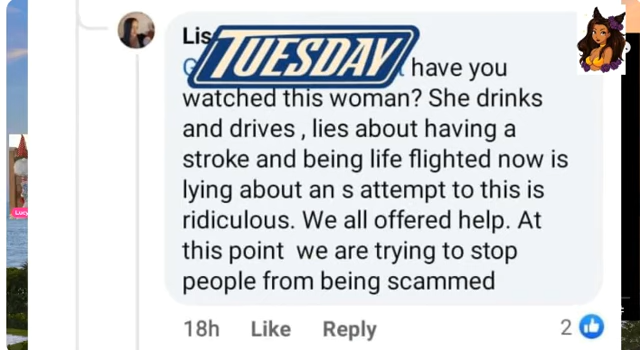 Lis
TUESDAY
have you
watched this woman? She drinks
and drives , lies about having a
stroke and being life flighted now is
lying about an s attempt to this is
ridiculous. We all offered help. At
this point we are trying to stop
people from being scammed
18h Like Reply 2
Lucy